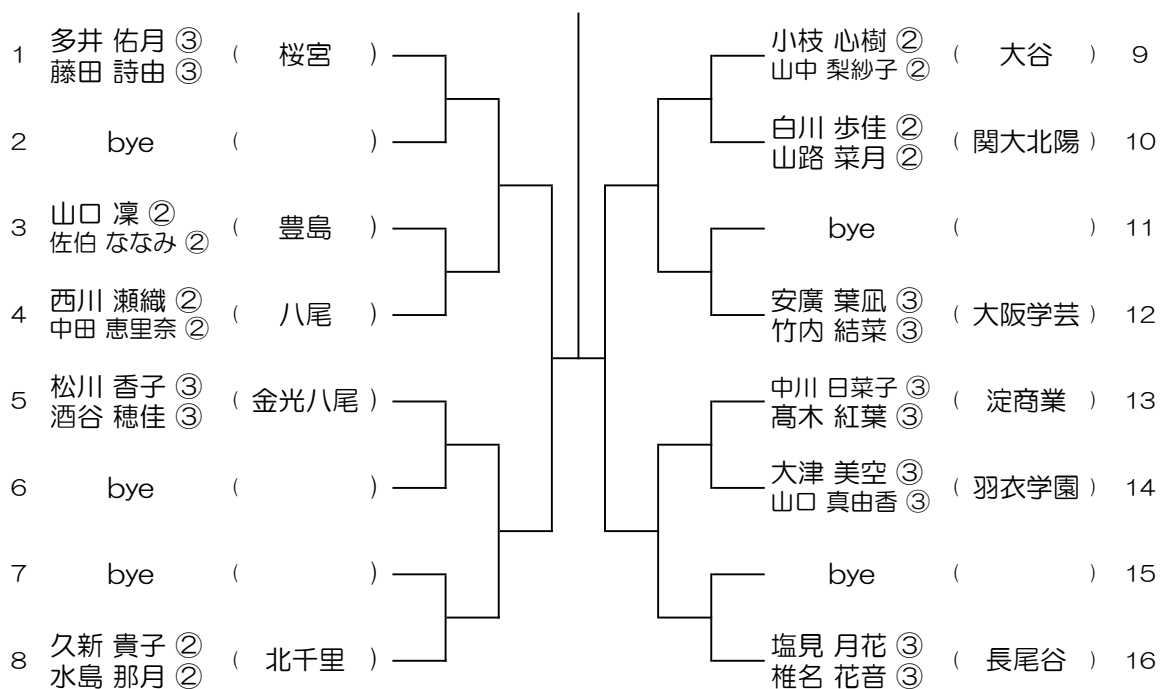 1 多井 佑月 ③ ( 桜宮 )
藤田 詩由 ③
2 bye ( )
3 山口 凜 ② ( 豊島 )
佐伯 ななみ ②
4 西川 瀬織 ② ( 八尾 )
中田 恵里奈 ②
5 松川 香子 ③ ( 金光八尾 )
酒谷 穂佳 ③
6 bye ( )
7 bye ( )
8 久新 貴子 ② ( 北千里 )
水島 那月 ②
小枝 心樹 ② ( 大谷 ) 9
山中 梨紗子 ②
白川 歩佳 ② ( 関大北陽 ) 10
山路 菜月 ②
bye ( ) 11
安廣 葉凪 ③ ( 大阪学芸 ) 12
竹内 結菜 ③
中川 日菜子 ③ ( 淀商業 ) 13
髙木 紅葉 ③
大津 美空 ③ ( 羽衣学園 ) 14
山口 真由香 ③
bye ( ) 15
塩見 月花 ③ ( 長尾谷 ) 16
椎名 花音 ③